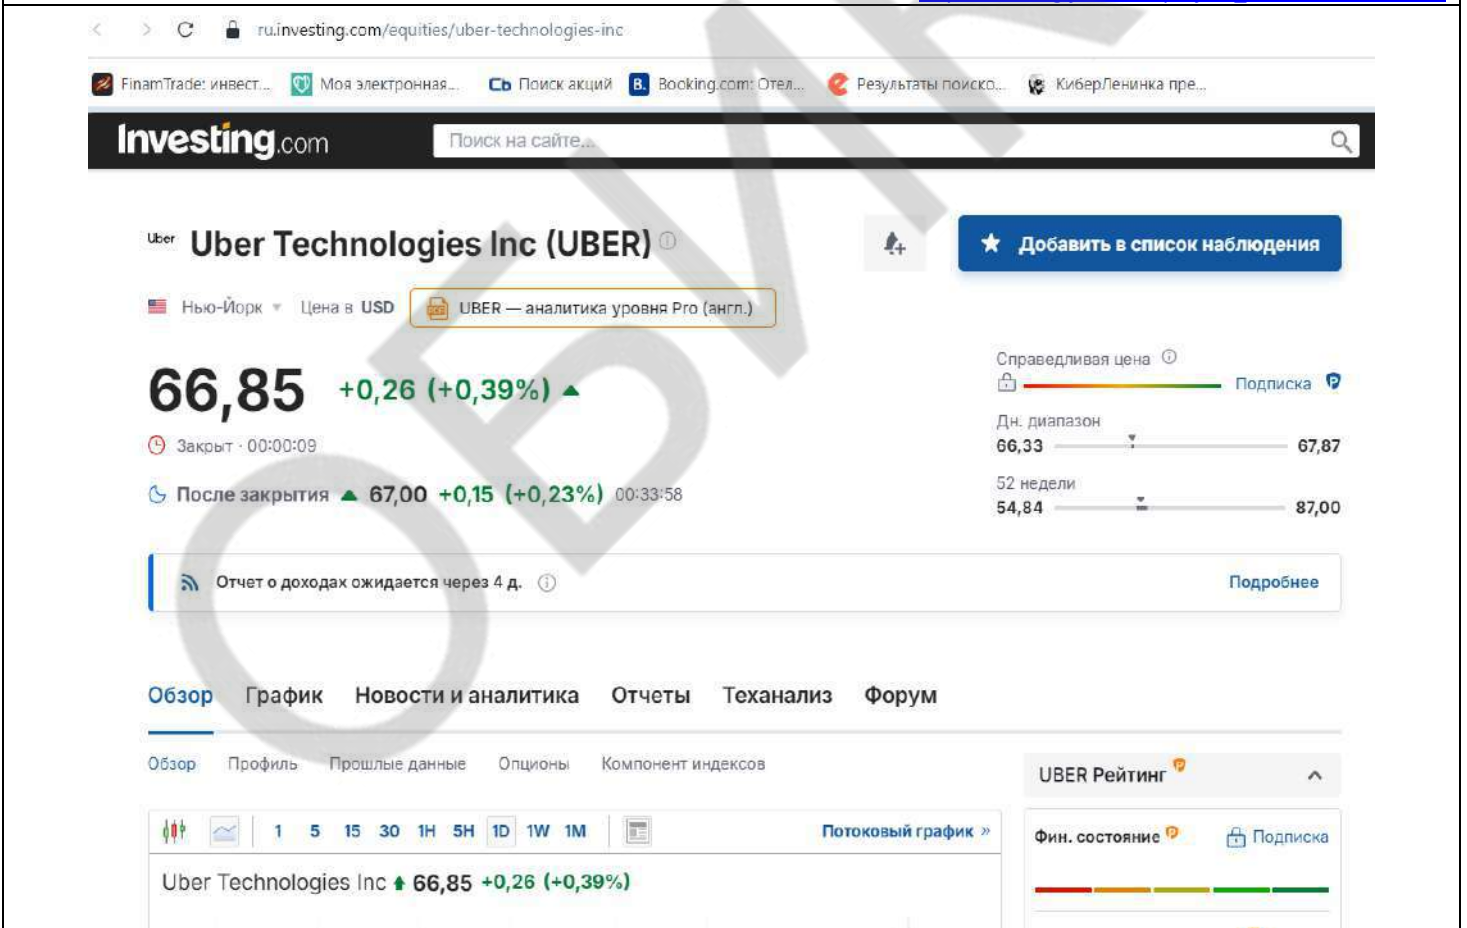 ru.investing.com/equities/uber-technologies-inc
FinamTrade: инвест... Моя электронная... Cb Поиск акций B. Booking.com: Отел... Результаты поиско... КиберЛенинка пре...
Investing.com Поиск на сайте...
Uber Uber Technologies Inc (UBER) Добавить в список наблюдения
Нью-Йорк Цена в USD UBER — аналитика уровня Pro (англ.)
Справедливая цена
Подписка
66,85 +0,26 (+0,39%)
Дн. диапазон
66,33 67,87
Закрыт · 00:00:09
52 недели
54,84 87,00
После закрытия 67,00 +0,15 (+0,23%) 00:33:58
Отчет о доходах ожидается через 4 д. Подробнее
Обзор График Новости и аналитика Отчеты Теханализ Форум
Обзор Профиль Прошлые данные Опционы Компонент индексов
UBER Рейтинг
1 5 15 30 1H 5H 1D 1W 1M Потоковый график »
Фин. состояние Подписка
Uber Technologies Inc 66,85 +0,26 (+0,39%)
ОБИ